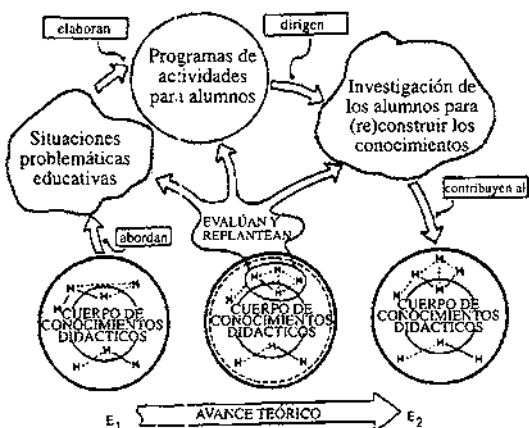 elaboran
Programas de
actividades
para alumnos
dirigen
Investigación de
los alumnos para
(re)construir los
conocimientos
Situaciones
problemáticas
educativas
contribuyen al
EVALÚAN Y
REPLANTEAN
abordan
H H
H H
CUERPO DE
CONOCIMIENTOS
DIDÁCTICOS
H
H H
H H H
H H
CUERPO DE
CONOCIMIENTOS
DIDÁCTICOS
H
H H
H
H H
H H
CUERPO DE
CONOCIMIENTOS
DIDÁCTICOS
H
H H
E1 AVANCE TEÓRICO E2